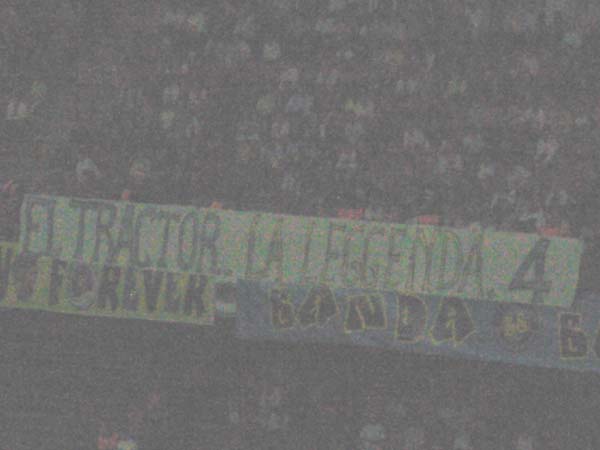 EL TRACTOR LA LEGGENDA 4
FOREVER
BANDA